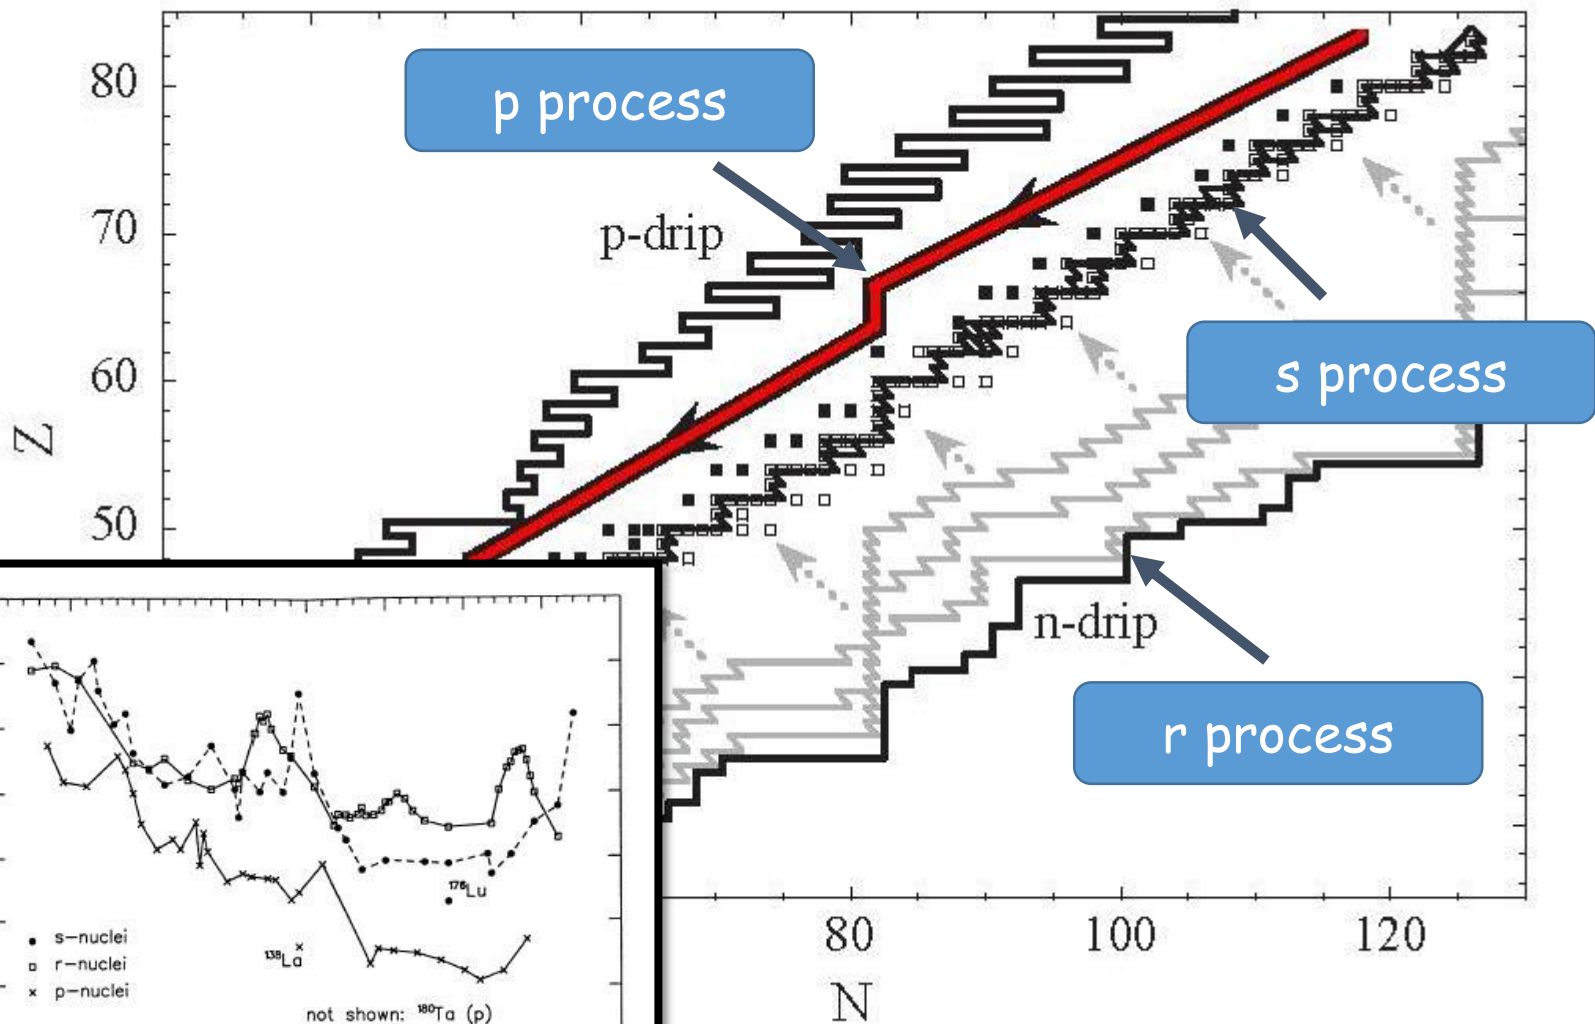 80
p process
70
p-drip
60
s process
Z
50
n-drip
r process
¹⁷⁶Lu
s-nuclei
r-nuclei
p-nuclei
¹³⁸La
not shown: ¹⁸⁰Ta (p)
80
100
120
N